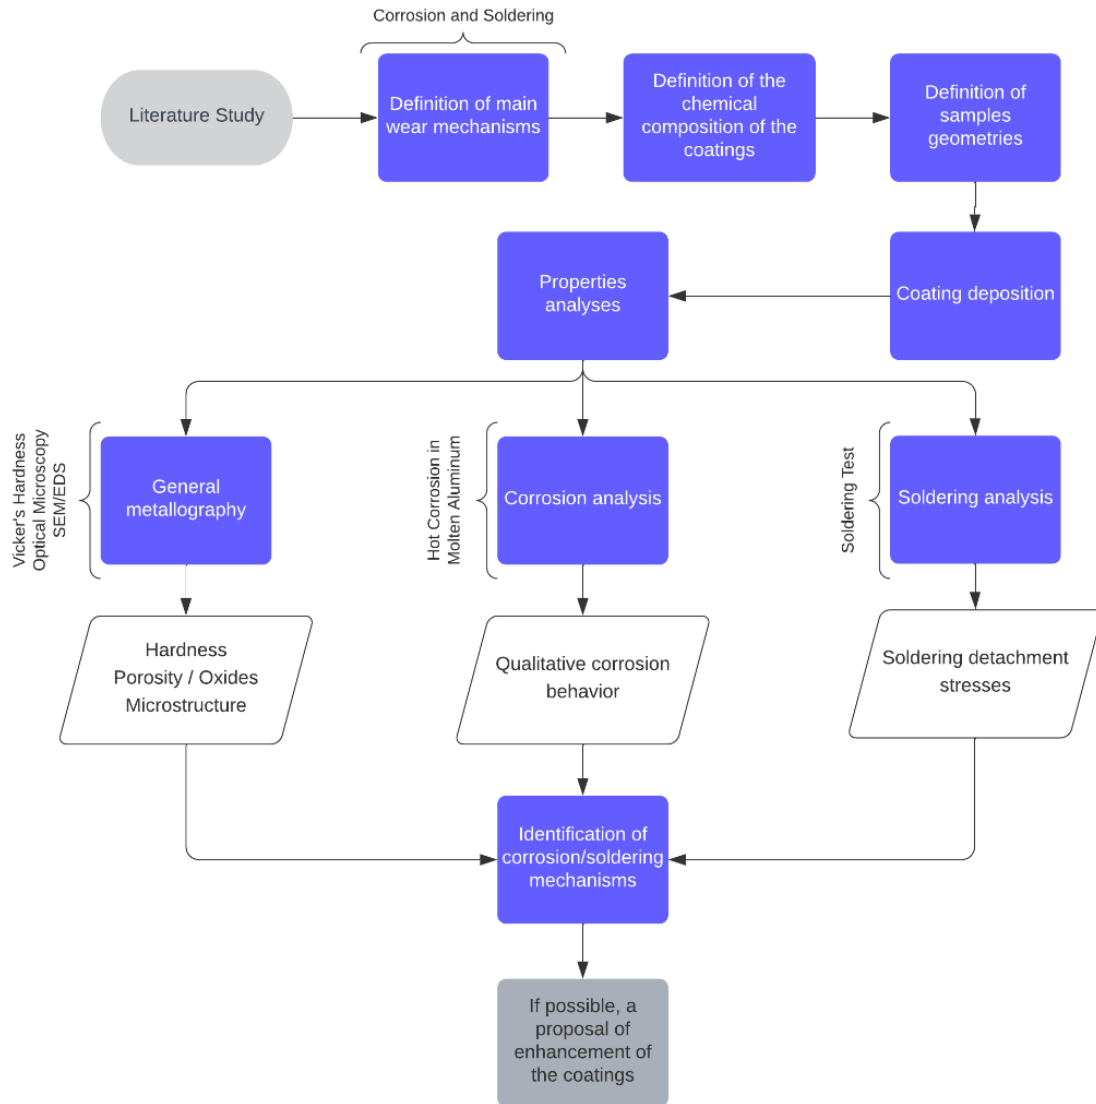 Corrosion and Soldering
Literature Study
Definition of main
wear mechanisms
Definition of the
chemical
composition of the
coatings
Definition of
samples
geometries
Properties
analyses
Coating deposition
Vicker's Hardness
Optical Microscopy
SEM/EDS
General
metallography
Hot Corrosion in
Molten Aluminum
Corrosion analysis
Soldering Test
Soldering analysis
Hardness
Porosity / Oxides
Microstructure
Qualitative corrosion
behavior
Soldering detachment
stresses
Identification of
corrosion/soldering
mechanisms
If possible, a
proposal of
enhancement of
the coatings